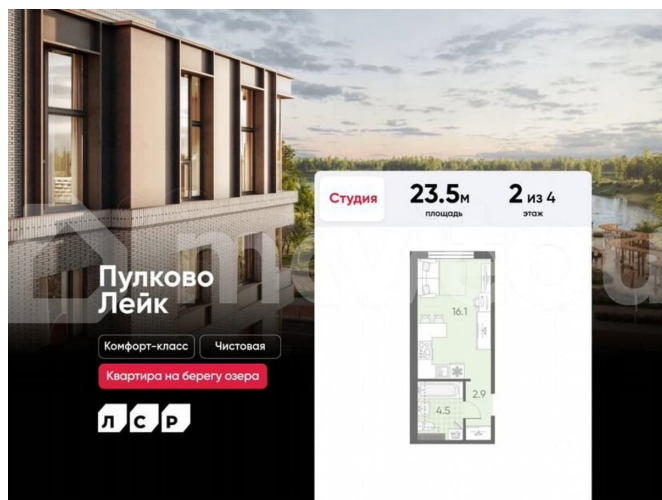 Студия
23.5м
площадь
2 из 4
этаж
Пулково
Лейк
Комфорт-класс
Чистовая
Квартира на берегу озера
ЛСР
16.1
2.9
4.5